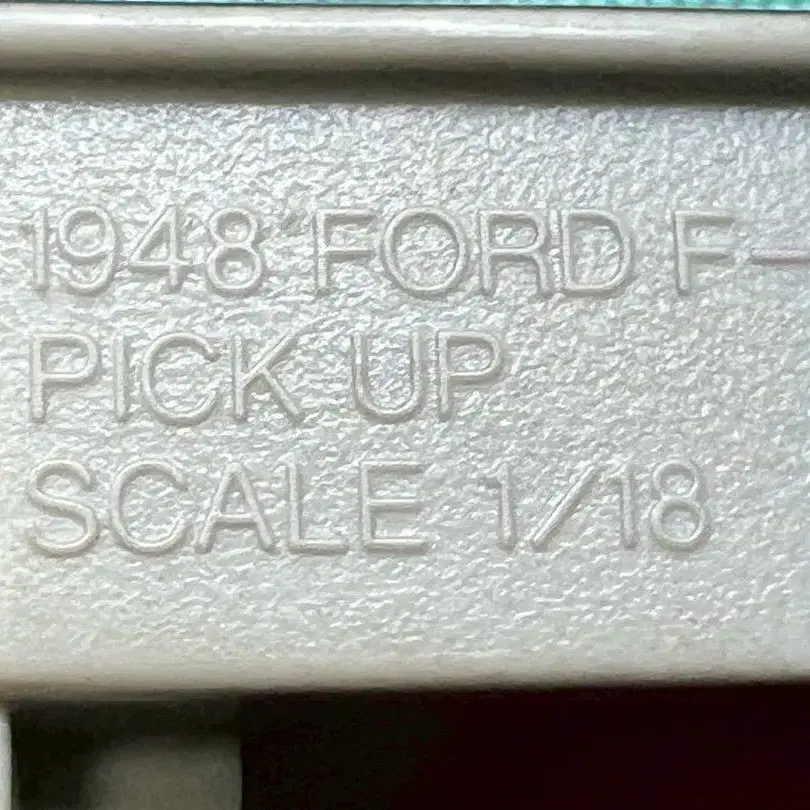 1948 FORD F-
PICK UP
SCALE 1/18